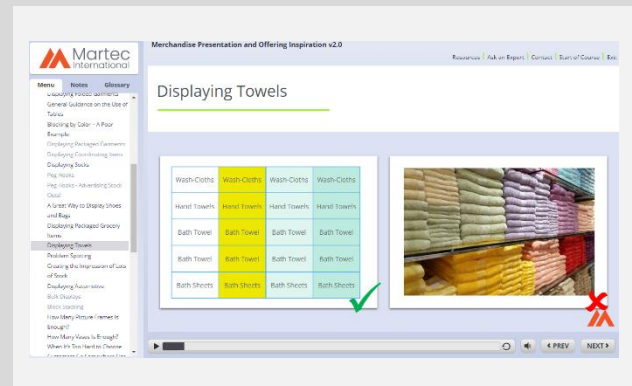 Martec
International
Merchandise Presentation and Offering Inspiration v2.0
Resources | Ask an Expert | Contact | Start of Course | Exit
Menu Notes Glossary
General Guidance on the Use of
Tables
Blocking by Color – A Poor
Example
Displaying Packaged Garments
Displaying Coordinating Items
Displaying Socks
Peg Hooks
Peg Hooks - Advertising Stock
A Great Way to Display Shoes
and Bags
Displaying Packaged Grocery
Items
Displaying Towels
Problem Spotting
Creating the Impression of Lots
of Stock
Displaying Automotive
Bulk Displays
Block Stacking
How Many Picture Frames Is
Enough?
How Many Vases Is Enough?
When It's Too Hard to Choose
Displaying Towels
Wash-Cloths Wash-Cloths Wash-Cloths Wash-Cloths
Hand Towels Hand Towels Hand Towels Hand Towels
Bath Towel Bath Towel Bath Towel Bath Towel
Bath Towel Bath Towel Bath Towel Bath Towel
Bath Sheets Bath Sheets Bath Sheets Bath Sheets
PREV NEXT